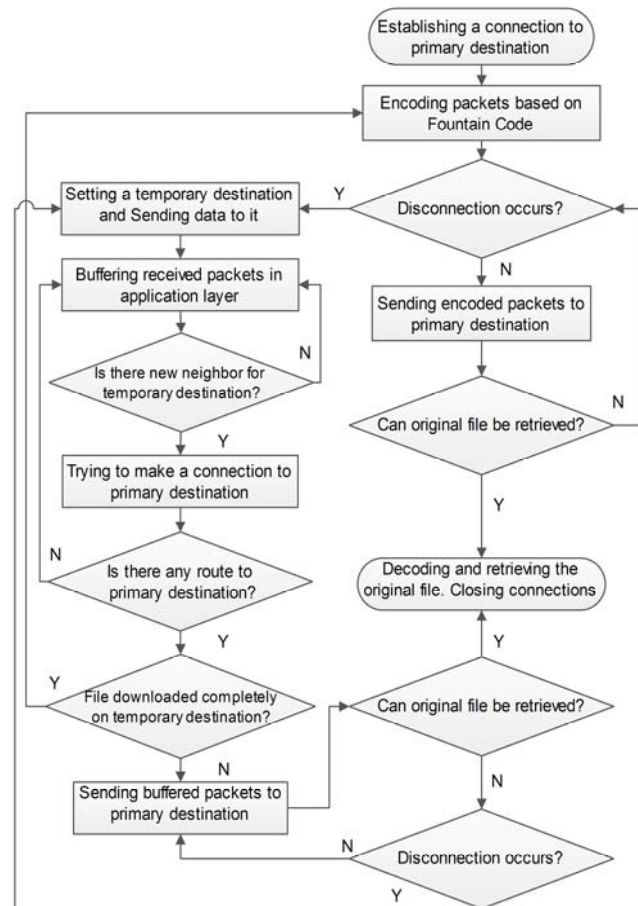 Establishing a connection to
primary destination
Encoding packets based on
Fountain Code
Y
Setting a temporary destination
and Sending data to it
Disconnection occurs?
N
Buffering received packets in
application layer
Sending encoded packets to
primary destination
N
Is there new neighbor for
temporary destination?
Y
Can original file be retrieved?
N
Y
Trying to make a connection to
primary destination
N
Is there any route to
primary destination?
Y
Decoding and retrieving the
original file. Closing connections
Y
Y
File downloaded completely
on temporary destination?
N
Can original file be retrieved?
N
Sending buffered packets to
primary destination
N
Disconnection occurs?
Y